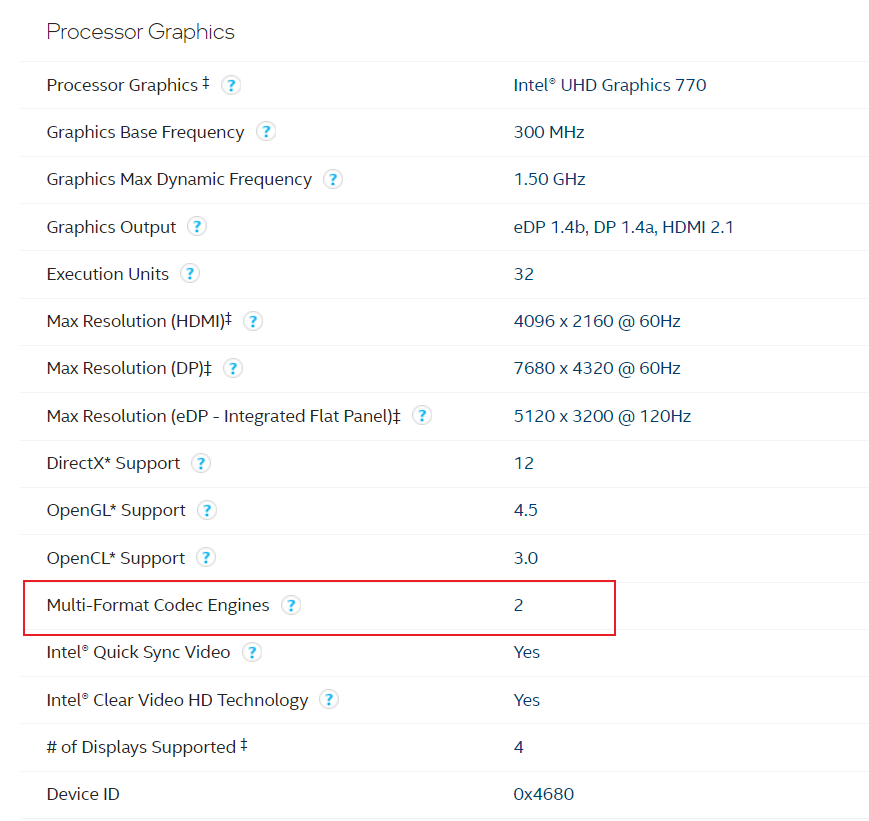 Processor Graphics
Processor Graphics ‡ ? Intel® UHD Graphics 770
Graphics Base Frequency ? 300 MHz
Graphics Max Dynamic Frequency ? 1.50 GHz
Graphics Output ? eDP 1.4b, DP 1.4a, HDMI 2.1
Execution Units ? 32
Max Resolution (HDMI)‡ ? 4096 x 2160 @ 60Hz
Max Resolution (DP)‡ ? 7680 x 4320 @ 60Hz
Max Resolution (eDP - Integrated Flat Panel)‡ ? 5120 x 3200 @ 120Hz
DirectX* Support ? 12
OpenGL* Support ? 4.5
OpenCL* Support ? 3.0
Multi-Format Codec Engines ? 2
Intel® Quick Sync Video ? Yes
Intel® Clear Video HD Technology ? Yes
# of Displays Supported ‡ 4
Device ID 0x4680